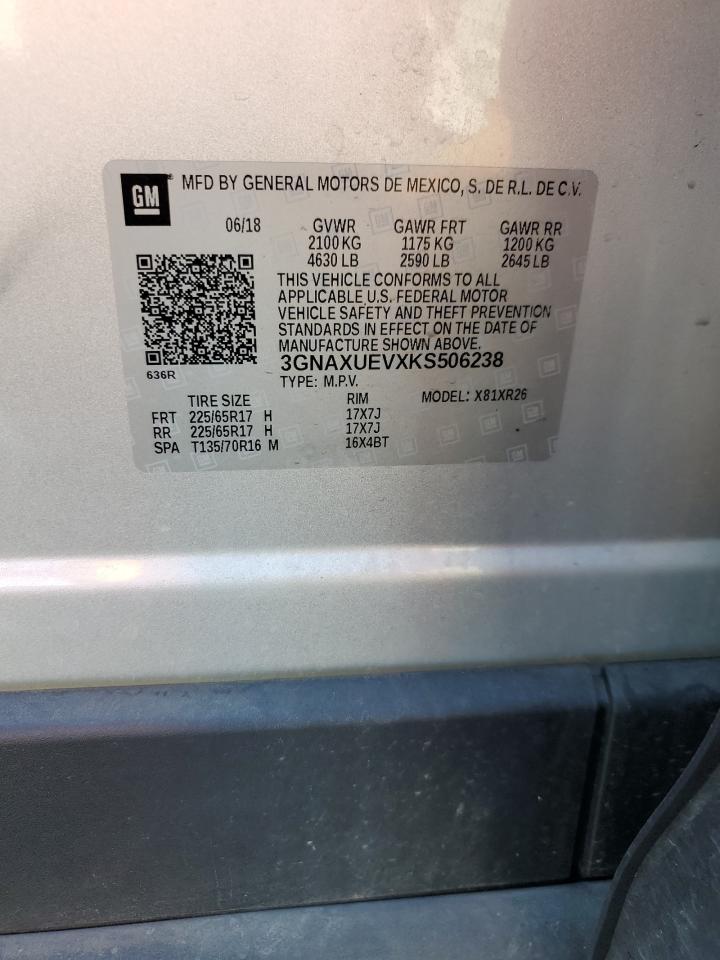 GM
MFD BY GENERAL MOTORS DE MEXICO, S. DE R.L. DE C.V.
06/18 GVWR GAWR FRT GAWR RR
2100 KG 1175 KG 1200 KG
4630 LB 2590 LB 2645 LB
THIS VEHICLE CONFORMS TO ALL
APPLICABLE U.S. FEDERAL MOTOR
VEHICLE SAFETY AND THEFT PREVENTION
STANDARDS IN EFFECT ON THE DATE OF
MANUFACTURE SHOWN ABOVE.
636R
3GNAXUEVXKS506238
TYPE: M.P.V. MODEL: X81XR26
TIRE SIZE RIM
FRT 225/65R17 H 17X7J
RR 225/65R17 H 17X7J
SPA T135/70R16 M 16X4BT